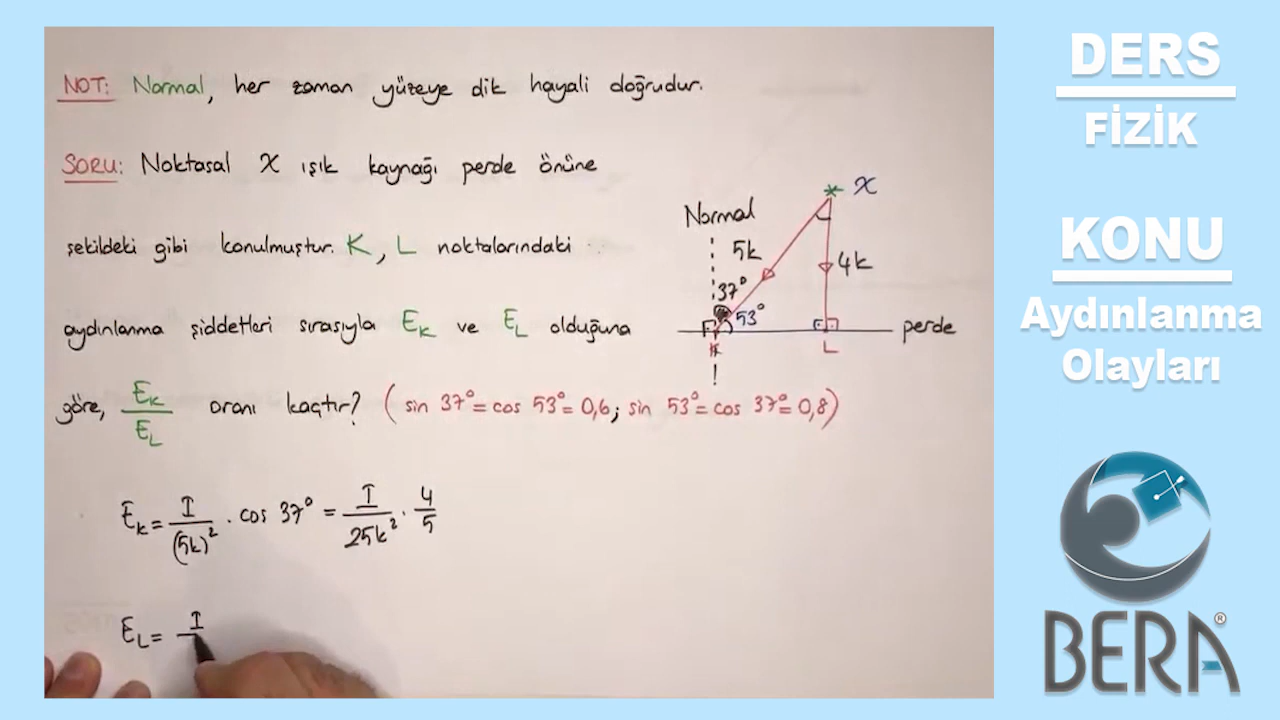 NOT: Normal, her zaman yüzeye dik hayali doğrudur.
SORU: Noktasal X ışık kaynağı perde önüne
şekildeki gibi konulmuştur. K, L noktalarındaki
aydınlanma şiddetleri sırasıyla E_K ve E_L olduğuna
göre, E_K/E_L oranı kaçtır? (sin 37°=cos 53°=0,6; sin 53°=cos 37°=0,8)
X
Normal
5k
4k
37°
53°
perde
K
L
E_K = I/(5k)² . cos 37° = I/25k² . 4/5
E_L = I
DERS
FİZİK
KONU
Aydınlanma
Olayları
BERA®